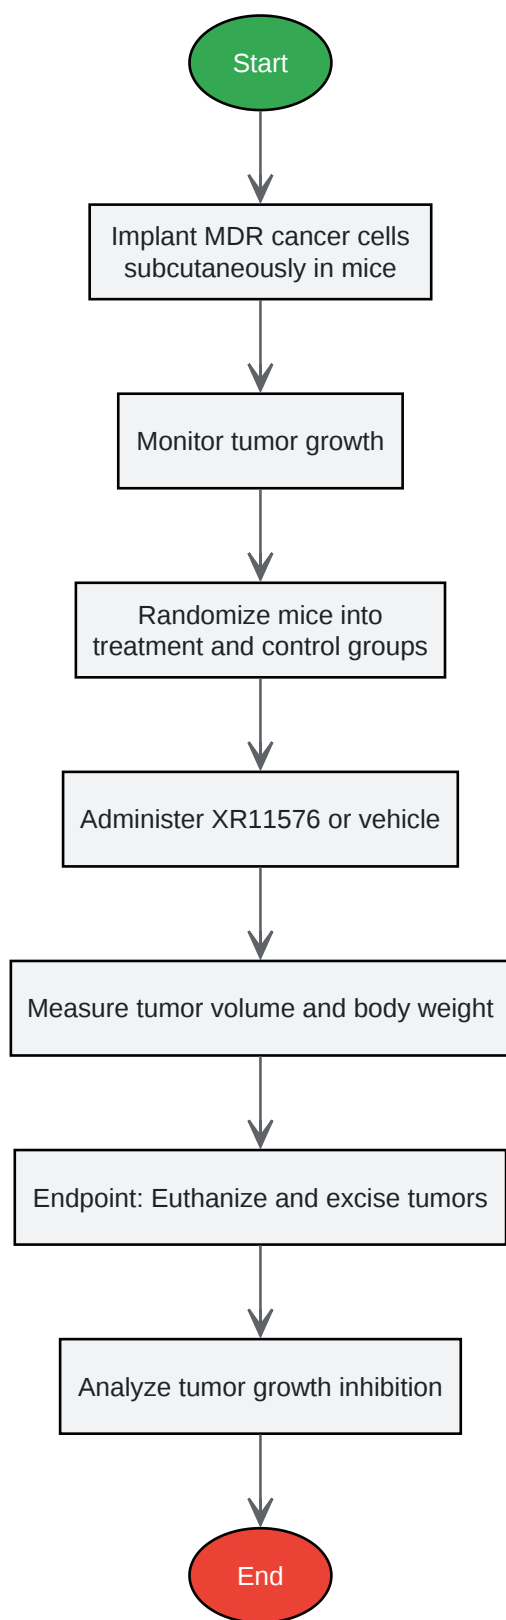 Start
Implant MDR cancer cells
subcutaneously in mice
Monitor tumor growth
Randomize mice into
treatment and control groups
Administer XR11576 or vehicle
Measure tumor volume and body weight
Endpoint: Euthanize and excise tumors
Analyze tumor growth inhibition
End